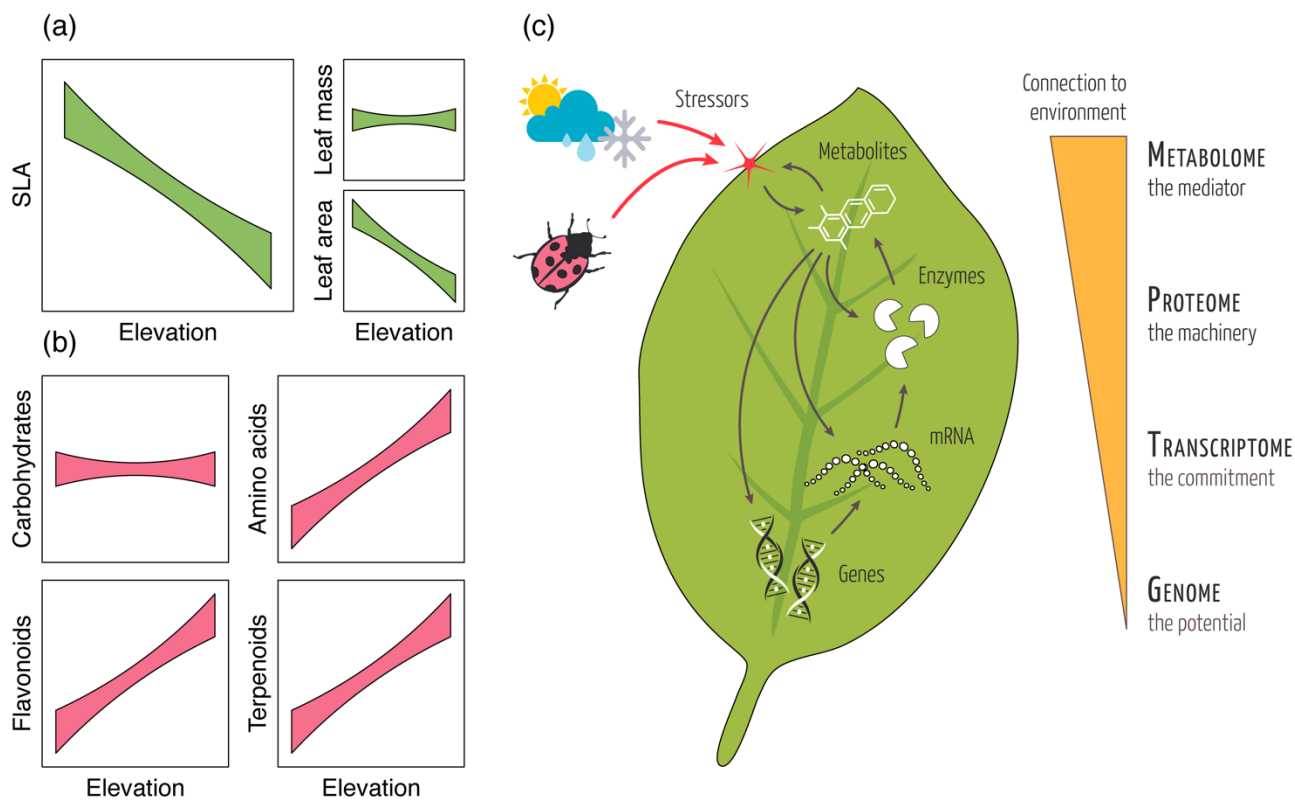 (a)
SLA
Elevation
Leaf mass
Leaf area
Elevation
(b)
Carbohydrates
Amino acids
Flavonoids
Elevation
Terpenoids
Elevation
(c)
Stressors
Metabolites
Enzymes
mRNA
Genes
Connection to
environment
METABOLOME
the mediator
PROTEOME
the machinery
TRANSCRIPTOME
the commitment
GENOME
the potential